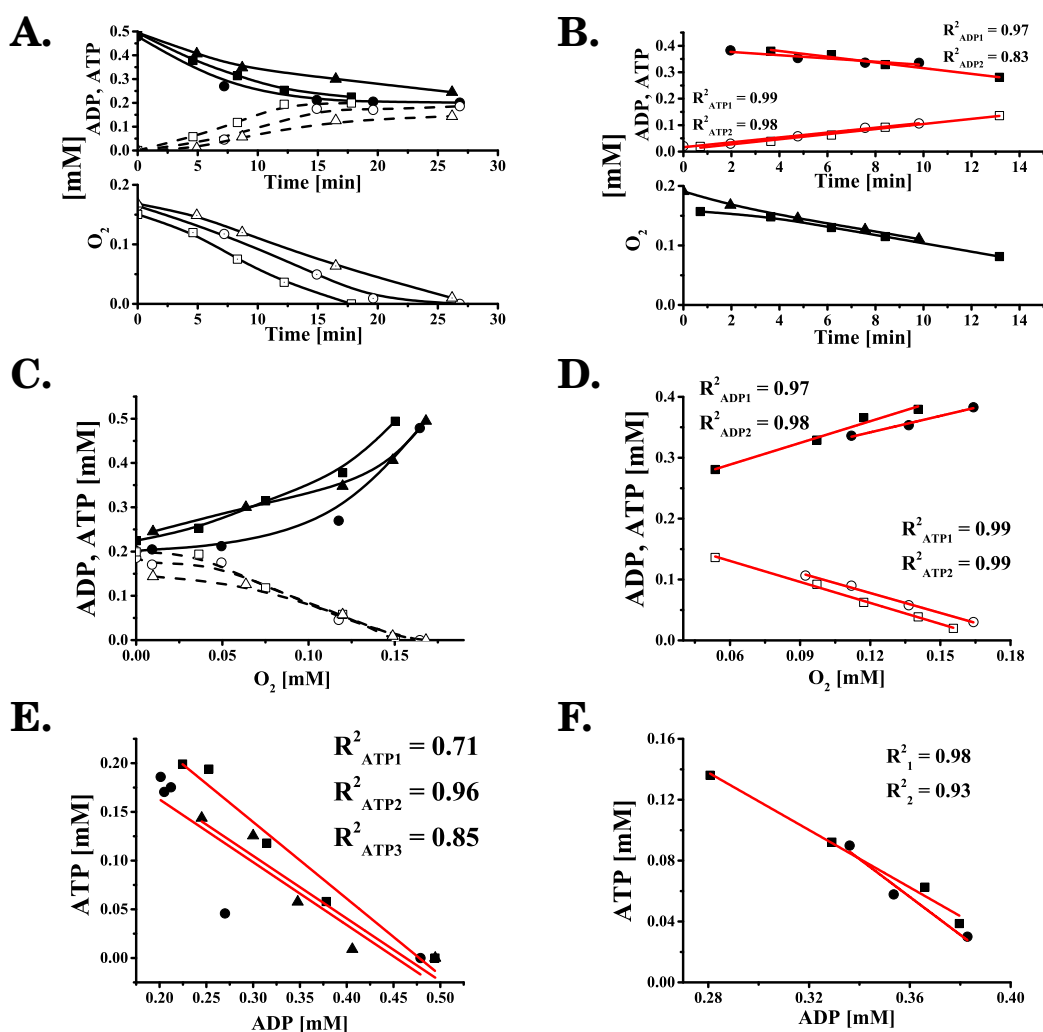 A.
ADP, ATP
0.5
0.4
0.3
0.2
0.1
0.0
0 5 10 15 20 25 30
Time [min]
[mM]
O2
0.2
0.1
0.0
0 5 10 15 20 25 30
Time [min]
B.
ADP, ATP
0.4
0.3
0.2
0.1
0.0
R2ADP1 = 0.97
R2ADP2 = 0.83
R2ATP1 = 0.99
R2ATP2 = 0.98
0 2 4 6 8 10 12 14
Time [min]
[mM]
O2
0.2
0.1
0.0
0 2 4 6 8 10 12 14
Time [min]
C.
ADP, ATP [mM]
0.5
0.4
0.3
0.2
0.1
0.0
0.00 0.05 0.10 0.15
O2 [mM]
D.
ADP, ATP [mM]
0.4
0.3
0.2
0.1
0.0
R2ADP1 = 0.97
R2ADP2 = 0.98
R2ATP1 = 0.99
R2ATP2 = 0.99
0.06 0.09 0.12 0.15 0.18
O2 [mM]
E.
ATP [mM]
0.20
0.15
0.10
0.05
0.00
R2ATP1 = 0.71
R2ATP2 = 0.96
R2ATP3 = 0.85
0.20 0.25 0.30 0.35 0.40 0.45 0.50
ADP [mM]
F.
ATP [mM]
0.16
0.12
0.08
0.04
0.00
R21 = 0.98
R22 = 0.93
0.28 0.32 0.36 0.40
ADP [mM]